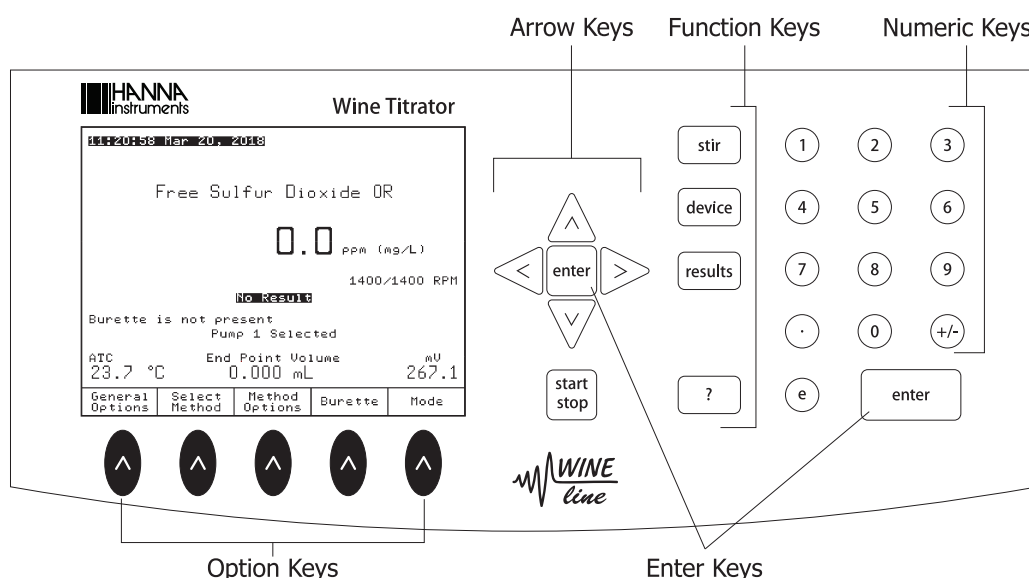 Arrow Keys Function Keys Numeric Keys
HANNA
instruments
Wine Titrator
11:20:58 Mar 20, 2018
Free Sulfur Dioxide OR
0.0 ppm (mg/L)
1400/1400 RPM
No Result
Burette is not present
Pump 1 Selected
ATC End Point Volume mV
23.7 °C 0.000 mL 267.1
General Options
Select Method
Method Options
Burette
Mode
^ ^ ^ ^ ^
^
< enter >
v
start
stop
stir
device
results
?
1 2 3
4 5 6
7 8 9
. 0 +/-
e enter
WINE
line
Option Keys Enter Keys